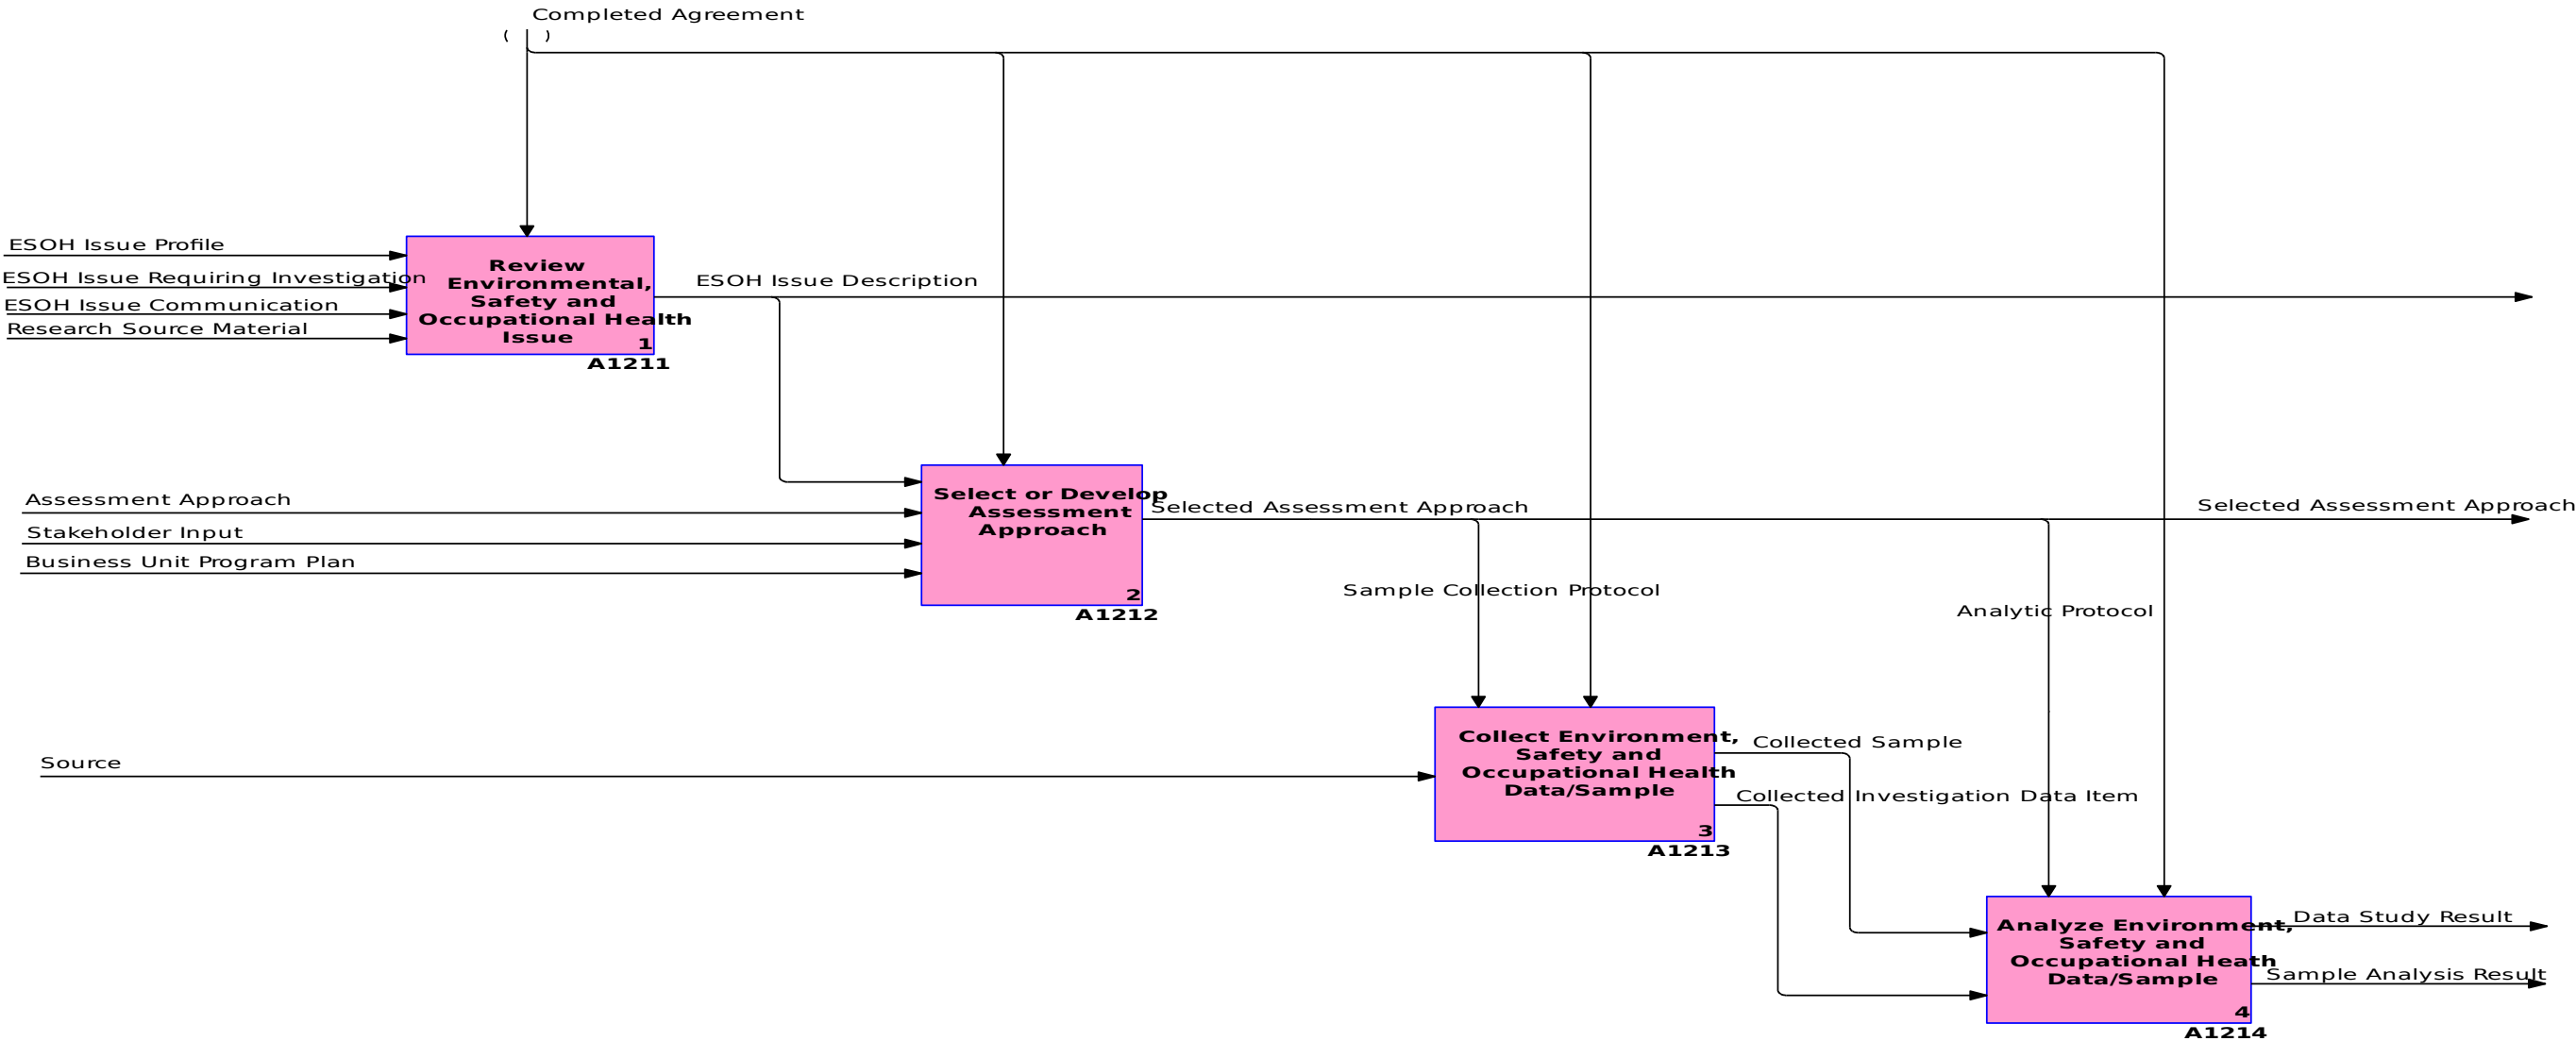 Completed Agreement
( )
ESOH Issue Profile
ESOH Issue Requiring Investigation
ESOH Issue Communication
Research Source Material
Review
Environmental,
Safety and
Occupational Health
Issue
1
A1211
ESOH Issue Description
Assessment Approach
Stakeholder Input
Business Unit Program Plan
Select or Develop
Assessment
Approach
2
A1212
Selected Assessment Approach
Selected Assessment Approach
Sample Collection Protocol
Analytic Protocol
Source
Collect Environment,
Safety and
Occupational Health
Data/Sample
3
A1213
Collected Sample
Collected Investigation Data Item
Analyze Environment,
Safety and
Occupational Heath
Data/Sample
4
A1214
Data Study Result
Sample Analysis Result